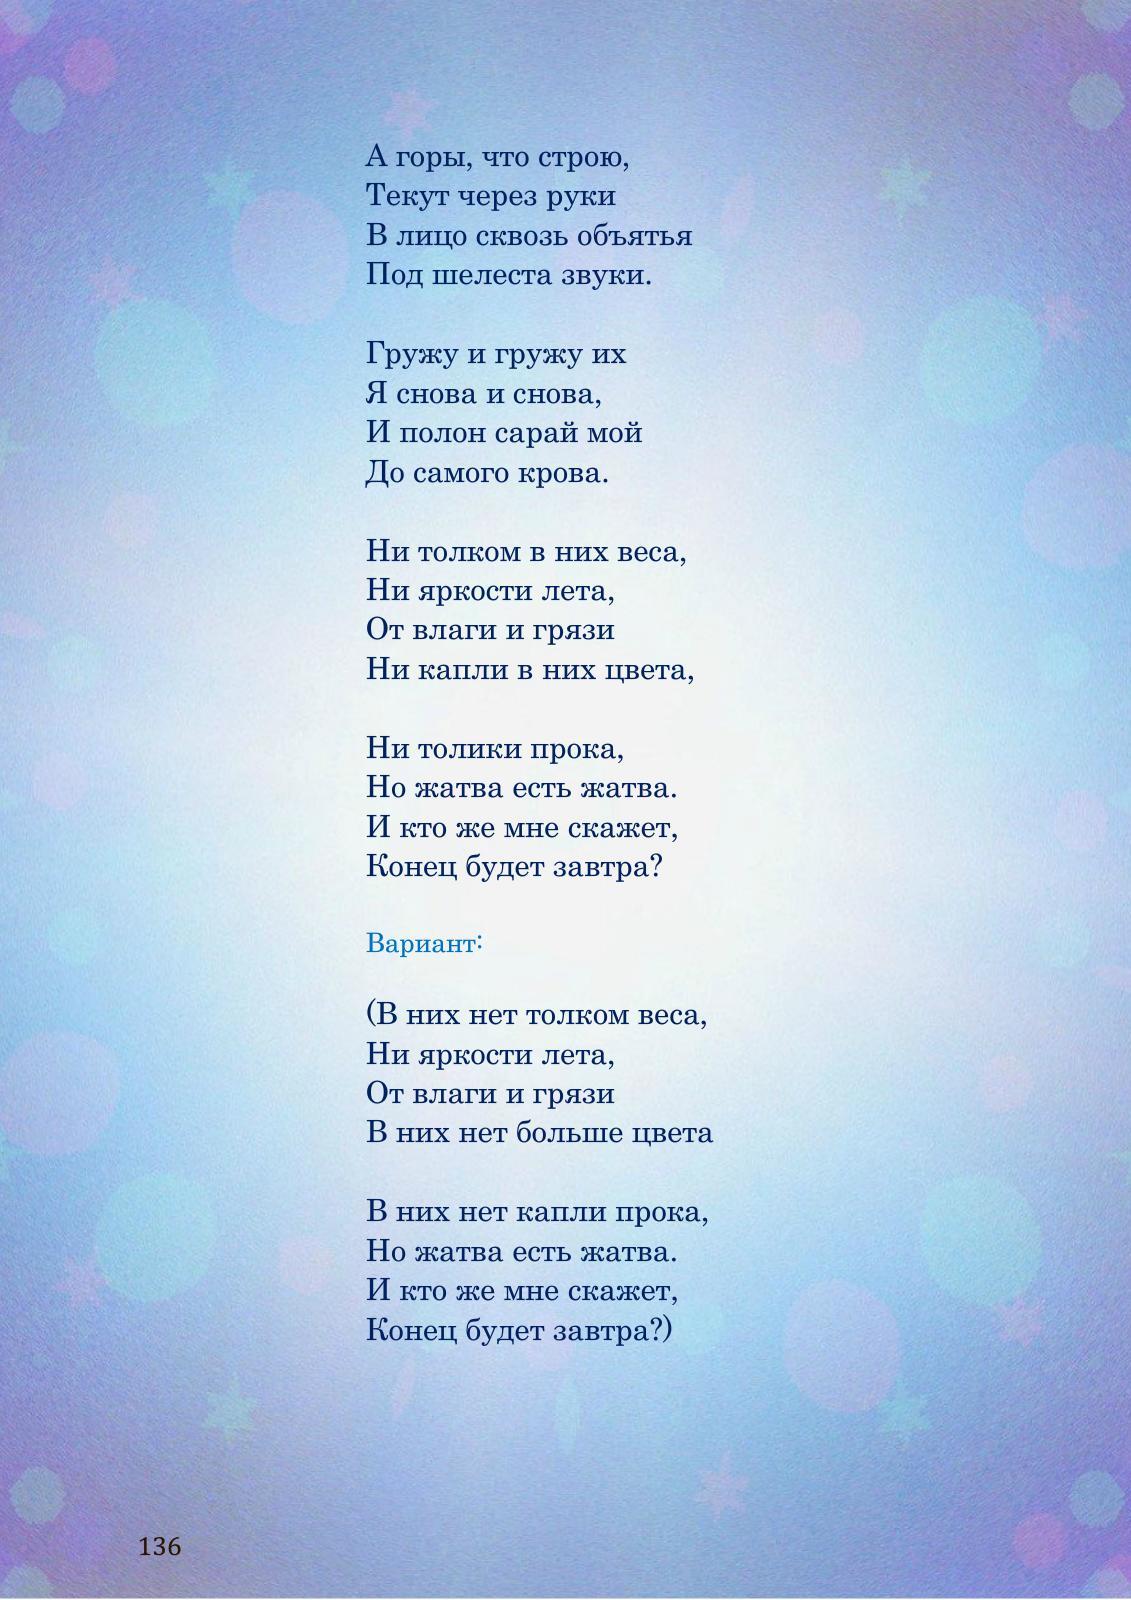 А горы, что строю,
Текут через руки
В лицо сквозь объятья
Под шелеста звуки.

Гружу и гружу их
Я снова и снова,
И полон сарай мой
До самого крова.

Ни толком в них веса,
Ни яркости лета,
От влаги и грязи
Ни капли в них цвета,

Ни толики прока,
Но жатва есть жатва.
И кто же мне скажет,
Конец будет завтра?

Вариант:

(В них нет толком веса,
Ни яркости лета,
От влаги и грязи
В них нет больше цвета

В них нет капли прока,
Но жатва есть жатва.
И кто же мне скажет,
Конец будет завтра?)

136